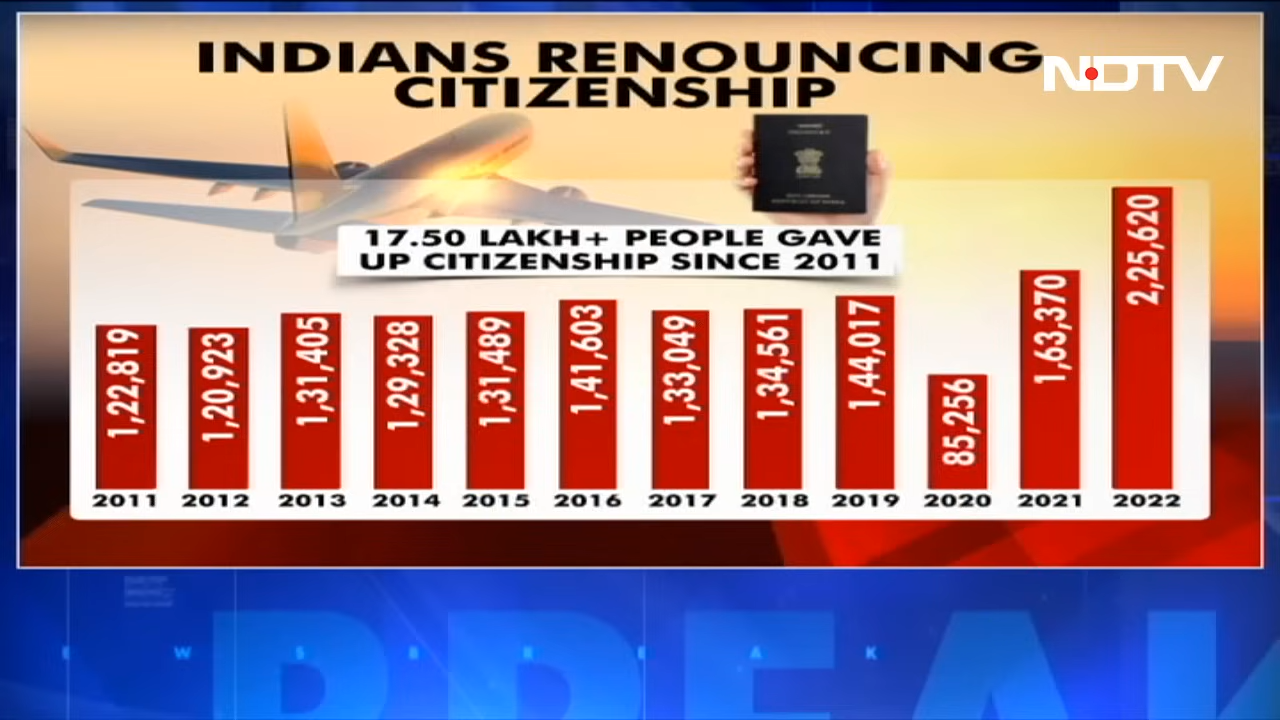 INDIANS RENOUNCING
CITIZENSHIP
NDTV
17.50 LAKH+ PEOPLE GAVE
UP CITIZENSHIP SINCE 2011
1,22,819
1,20,923
1,31,405
1,29,328
1,31,489
1,41,603
1,33,049
1,34,561
1,44,017
85,256
1,63,370
2,25,620
2011 2012 2013 2014 2015 2016 2017 2018 2019 2020 2021 2022
E W S B R E A K
BREAK